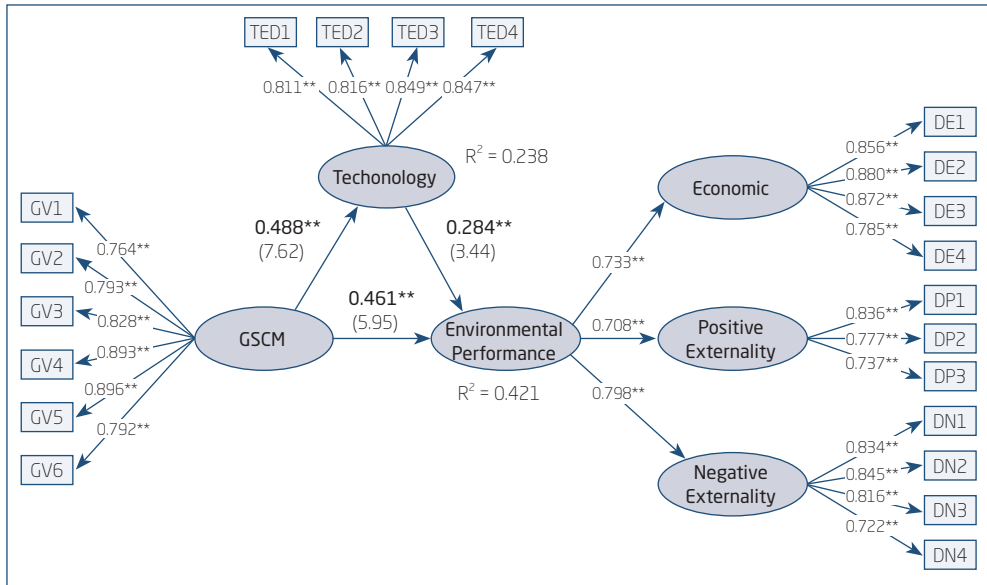 TED1 TED2 TED3 TED4
0.811** 0.816** 0.849** 0.847**
Techonology
R² = 0.238
0.488**
(7.62)
0.284**
(3.44)
GV1
GV2
GV3
GV4
GV5
GV6
0.764**
0.793**
0.828**
0.893**
0.896**
0.792**
GSCM
0.461**
(5.95)
Environmental
Performance
R² = 0.421
0.733**
0.708**
0.798**
Economic
0.856**
0.880**
0.872**
0.785**
DE1
DE2
DE3
DE4
Positive
Externality
0.836**
0.777**
0.737**
DP1
DP2
DP3
Negative
Externality
0.834**
0.845**
0.816**
0.722**
DN1
DN2
DN3
DN4